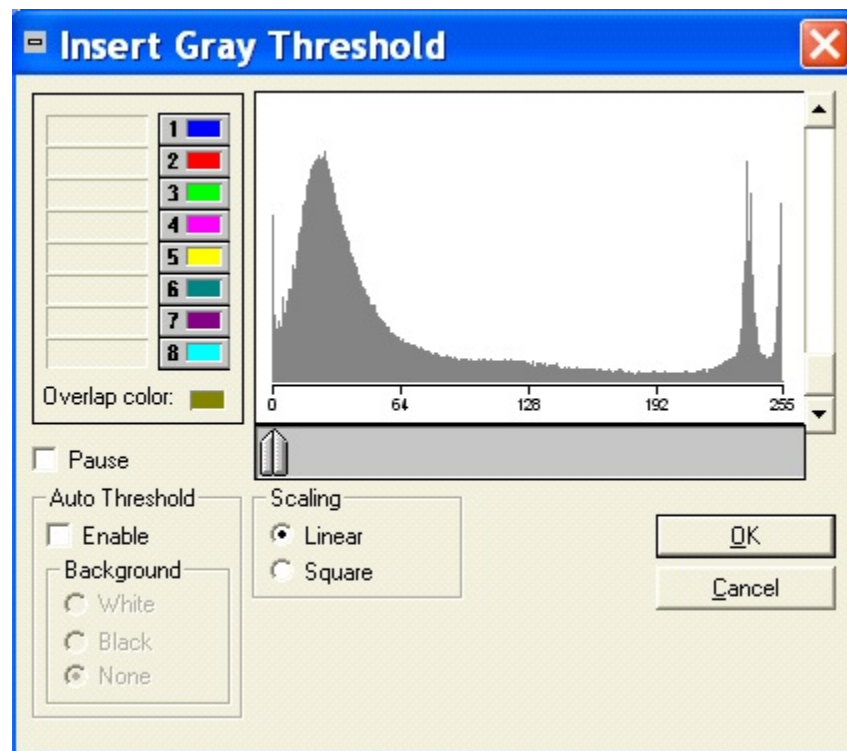 Insert Gray Threshold
1
2
3
4
5
6
7
8
Overlap color:
0 64 128 192 255
Pause
Auto Threshold
Enable
Background
White
Black
None
Scaling
Linear
Square
OK
Cancel